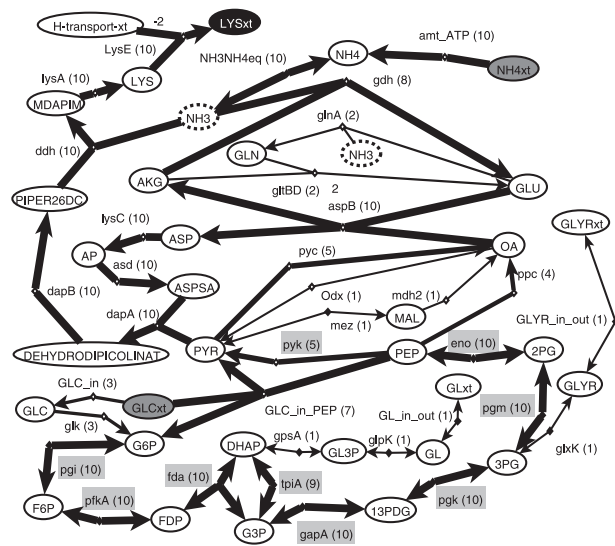 H-transport-xt
-2
LYSxt
LysE (10)
NH3NH4eq (10)
NH4
amt_ATP (10)
lysA (10)
LYS
NH4xt
gdh (8)
MDAPIM
NH3
glnA (2)
GLN
NH3
ddh (10)
AKG
GLU
gltBD (2)
2
PIPER26DC
aspB (10)
lysC (10)
GLYRxt
AP
ASP
OA
pyc (5)
asd (10)
ppc (4)
ASPSA
Odx (1)
mdh2 (1)
dapB (10)
MAL
dapA (10)
mez (1)
GLYR_in_out (1)
DEHYDRODIPICOLINAT
PYR
pyk (5)
PEP
eno (10)
2PG
GLC_in (3)
GLC
GLCxt
GLC_in_PEP (7)
GLxt
GLYR
GL_in_out (1)
pgm (10)
glk (3)
G6P
DHAP
gpsA (1)
glpK (1)
glxK (1)
GL3P
GL
pgi (10)
fda (10)
tpiA (9)
3PG
pfkA (10)
pgk (10)
F6P
FDP
G3P
13PDG
gapA (10)